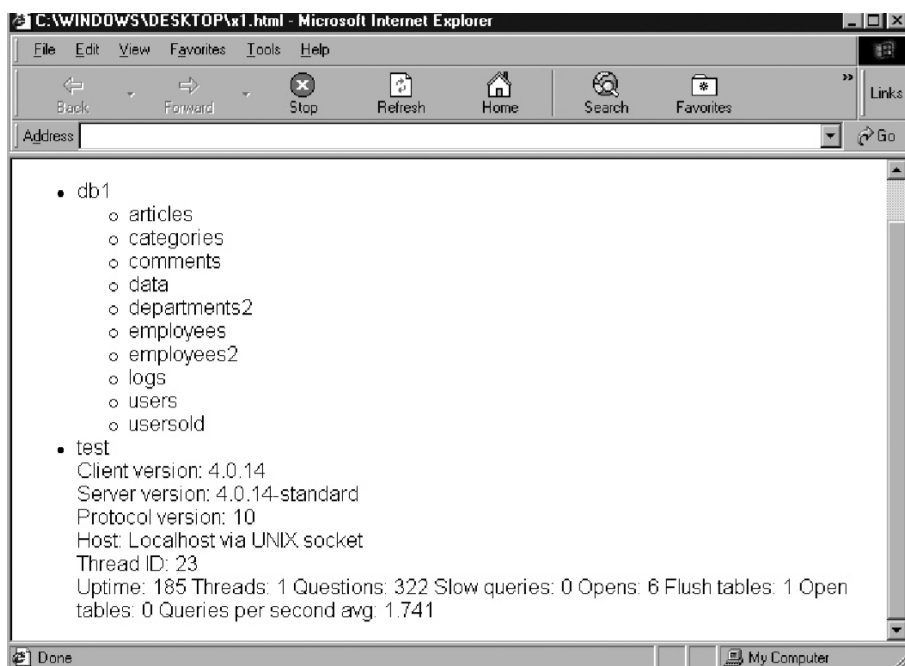 C:\WINDOWS\DESKTOP\x1.html - Microsoft Internet Explorer
File Edit View Favorites Tools Help
Back Forward Stop Refresh Home Search Favorites » Links
Address Go
db1
articles
categories
comments
data
departments2
employees
employees2
logs
users
usersold
test
Client version: 4.0.14
Server version: 4.0.14-standard
Protocol version: 10
Host: Localhost via UNIX socket
Thread ID: 23
Uptime: 185 Threads: 1 Questions: 322 Slow queries: 0 Opens: 6 Flush tables: 1 Open
tables: 0 Queries per second avg: 1.741
Done My Computer